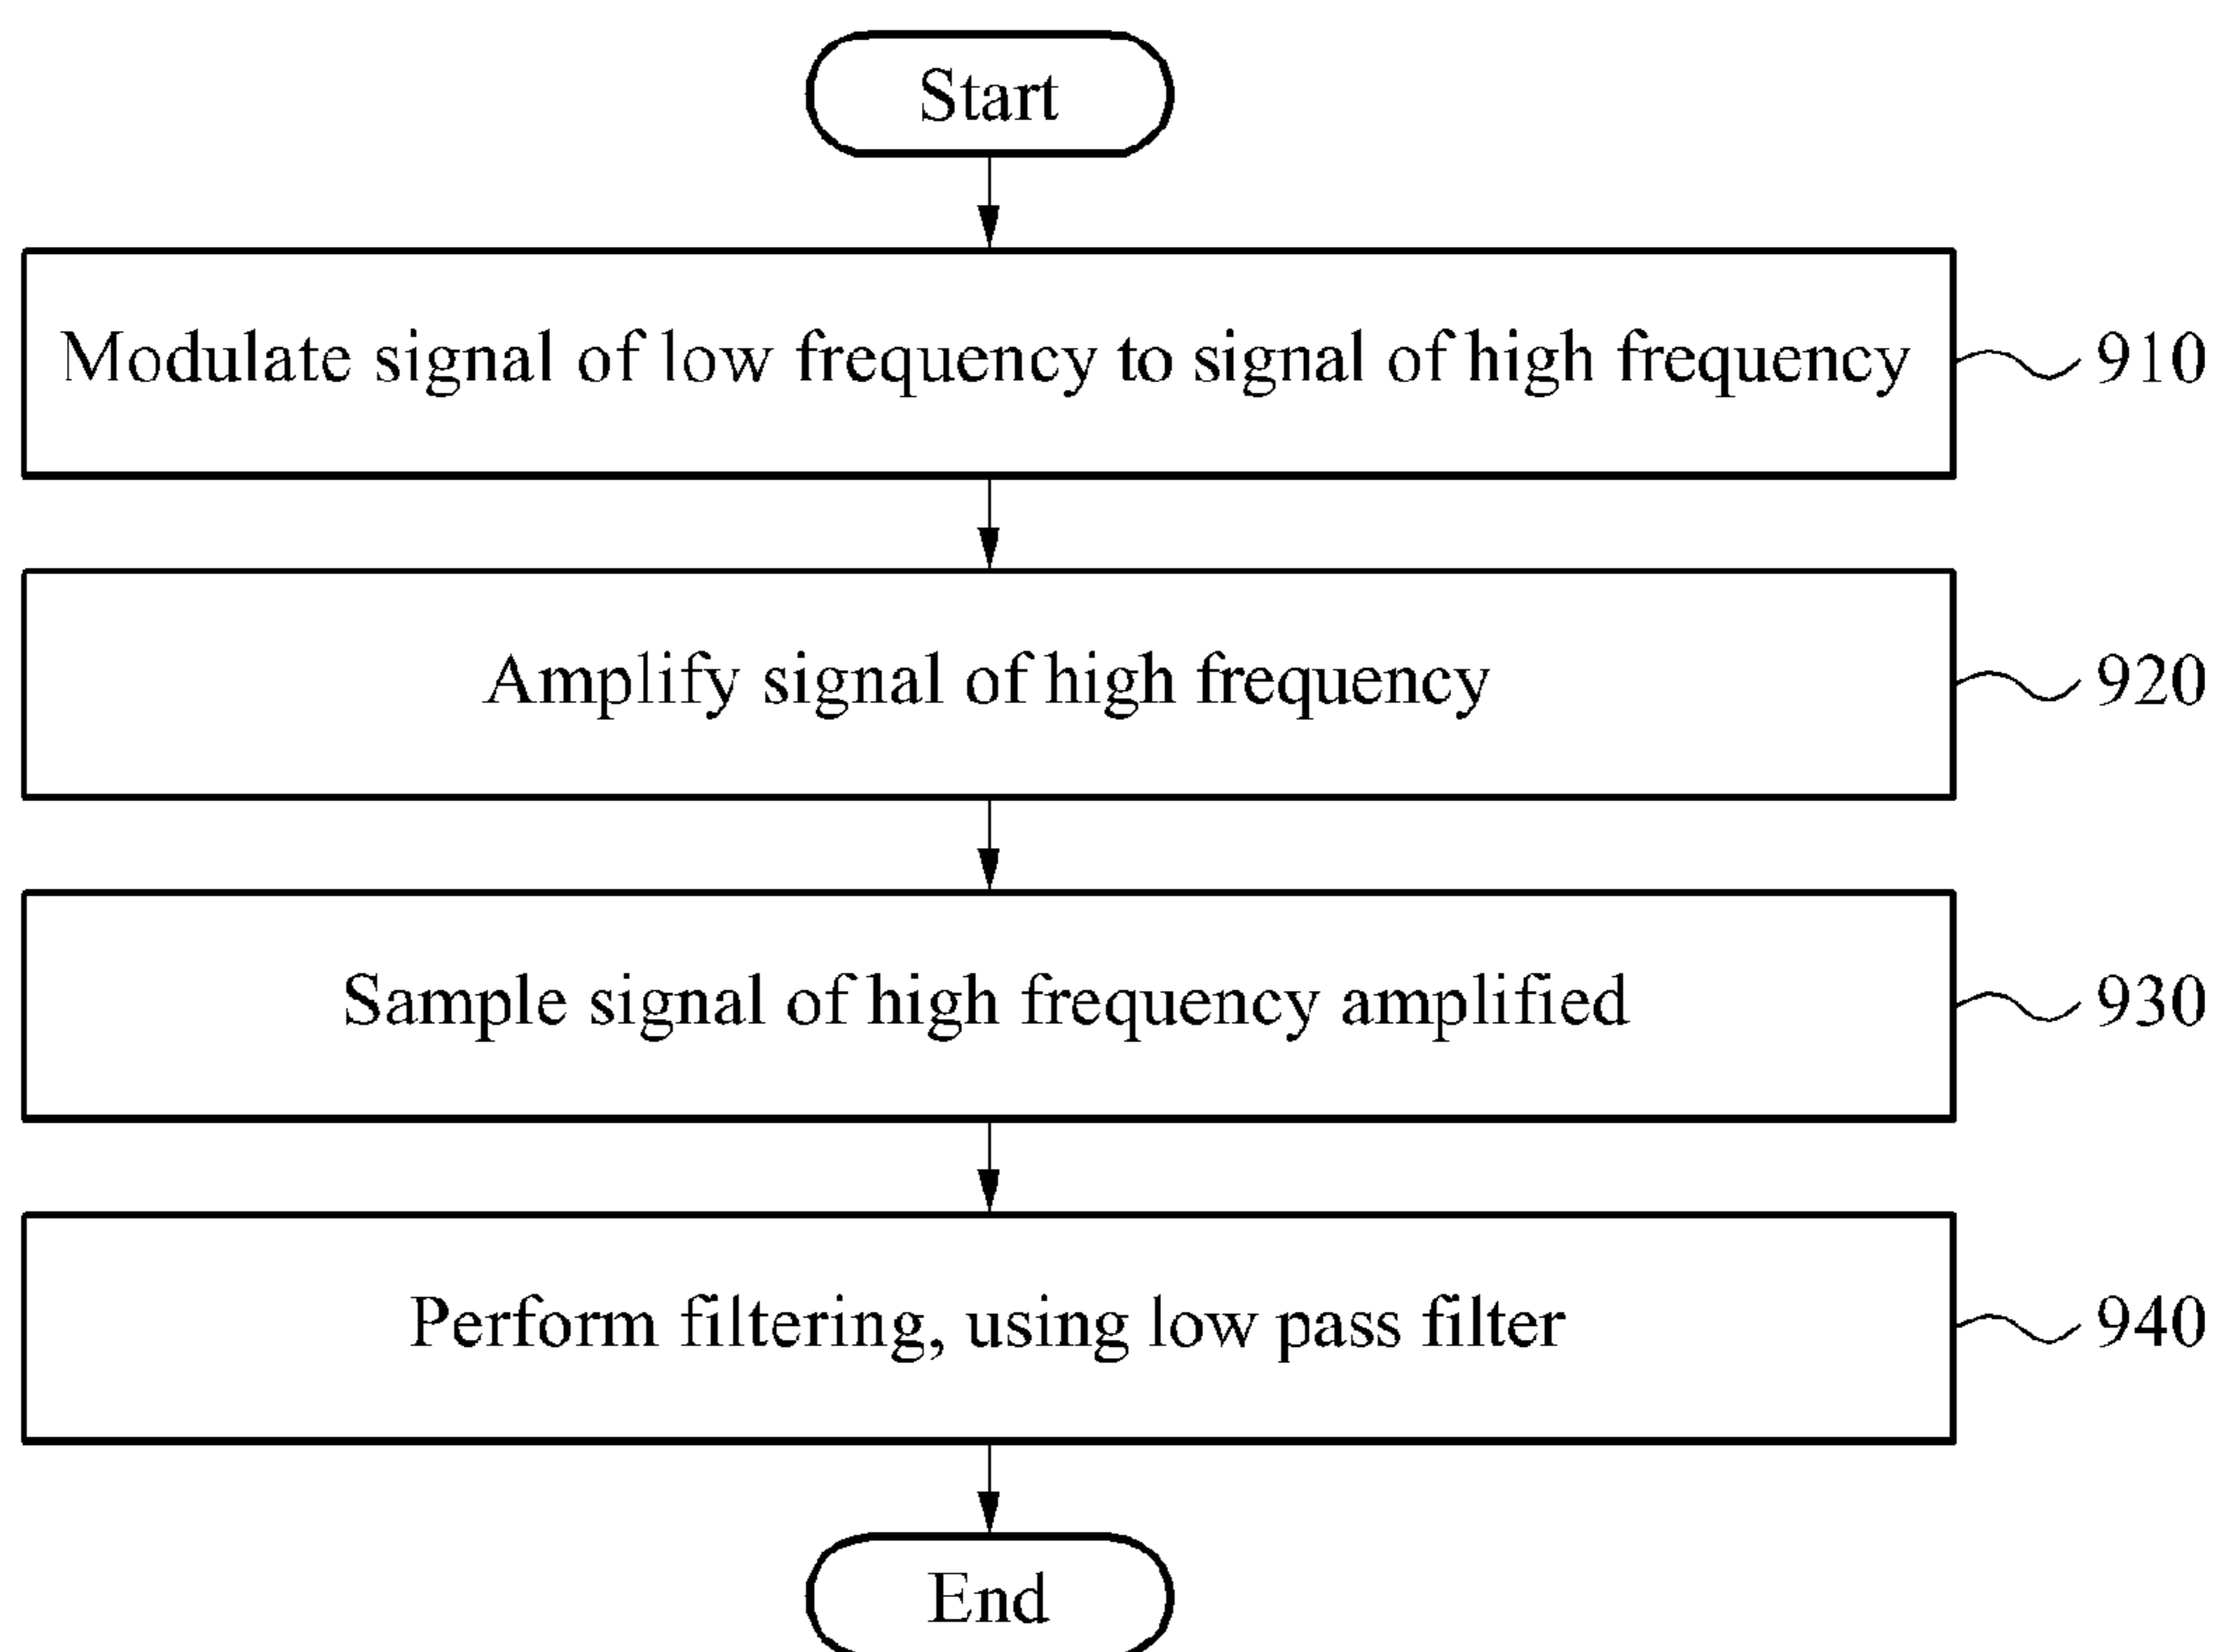 Start
Modulate signal of low frequency to signal of high frequency
910
Amplify signal of high frequency
920
Sample signal of high frequency amplified
930
Perform filtering, using low pass filter
940
End